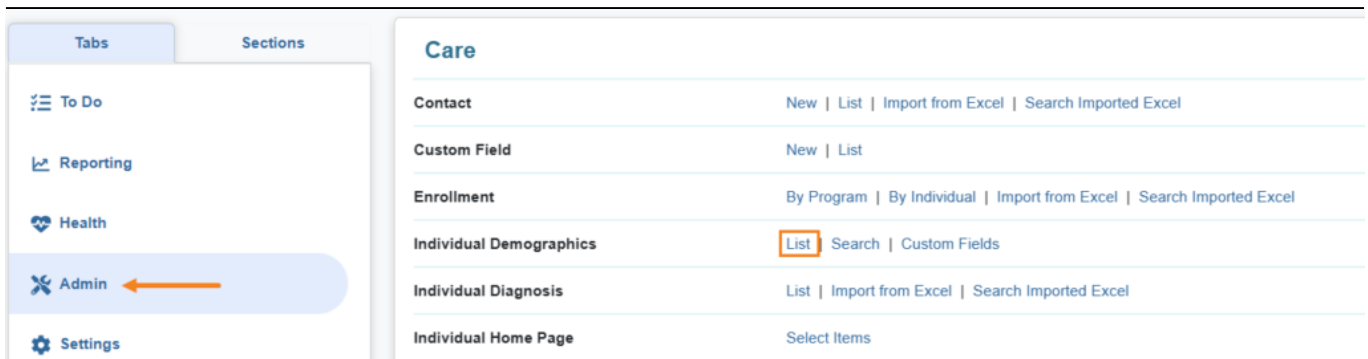 Tabs
Sections
To Do
Reporting
Health
Admin
Settings
Care
Contact New | List | Import from Excel | Search Imported Excel
Custom Field New | List
Enrollment By Program | By Individual | Import from Excel | Search Imported Excel
Individual Demographics List | Search | Custom Fields
Individual Diagnosis List | Import from Excel | Search Imported Excel
Individual Home Page Select Items